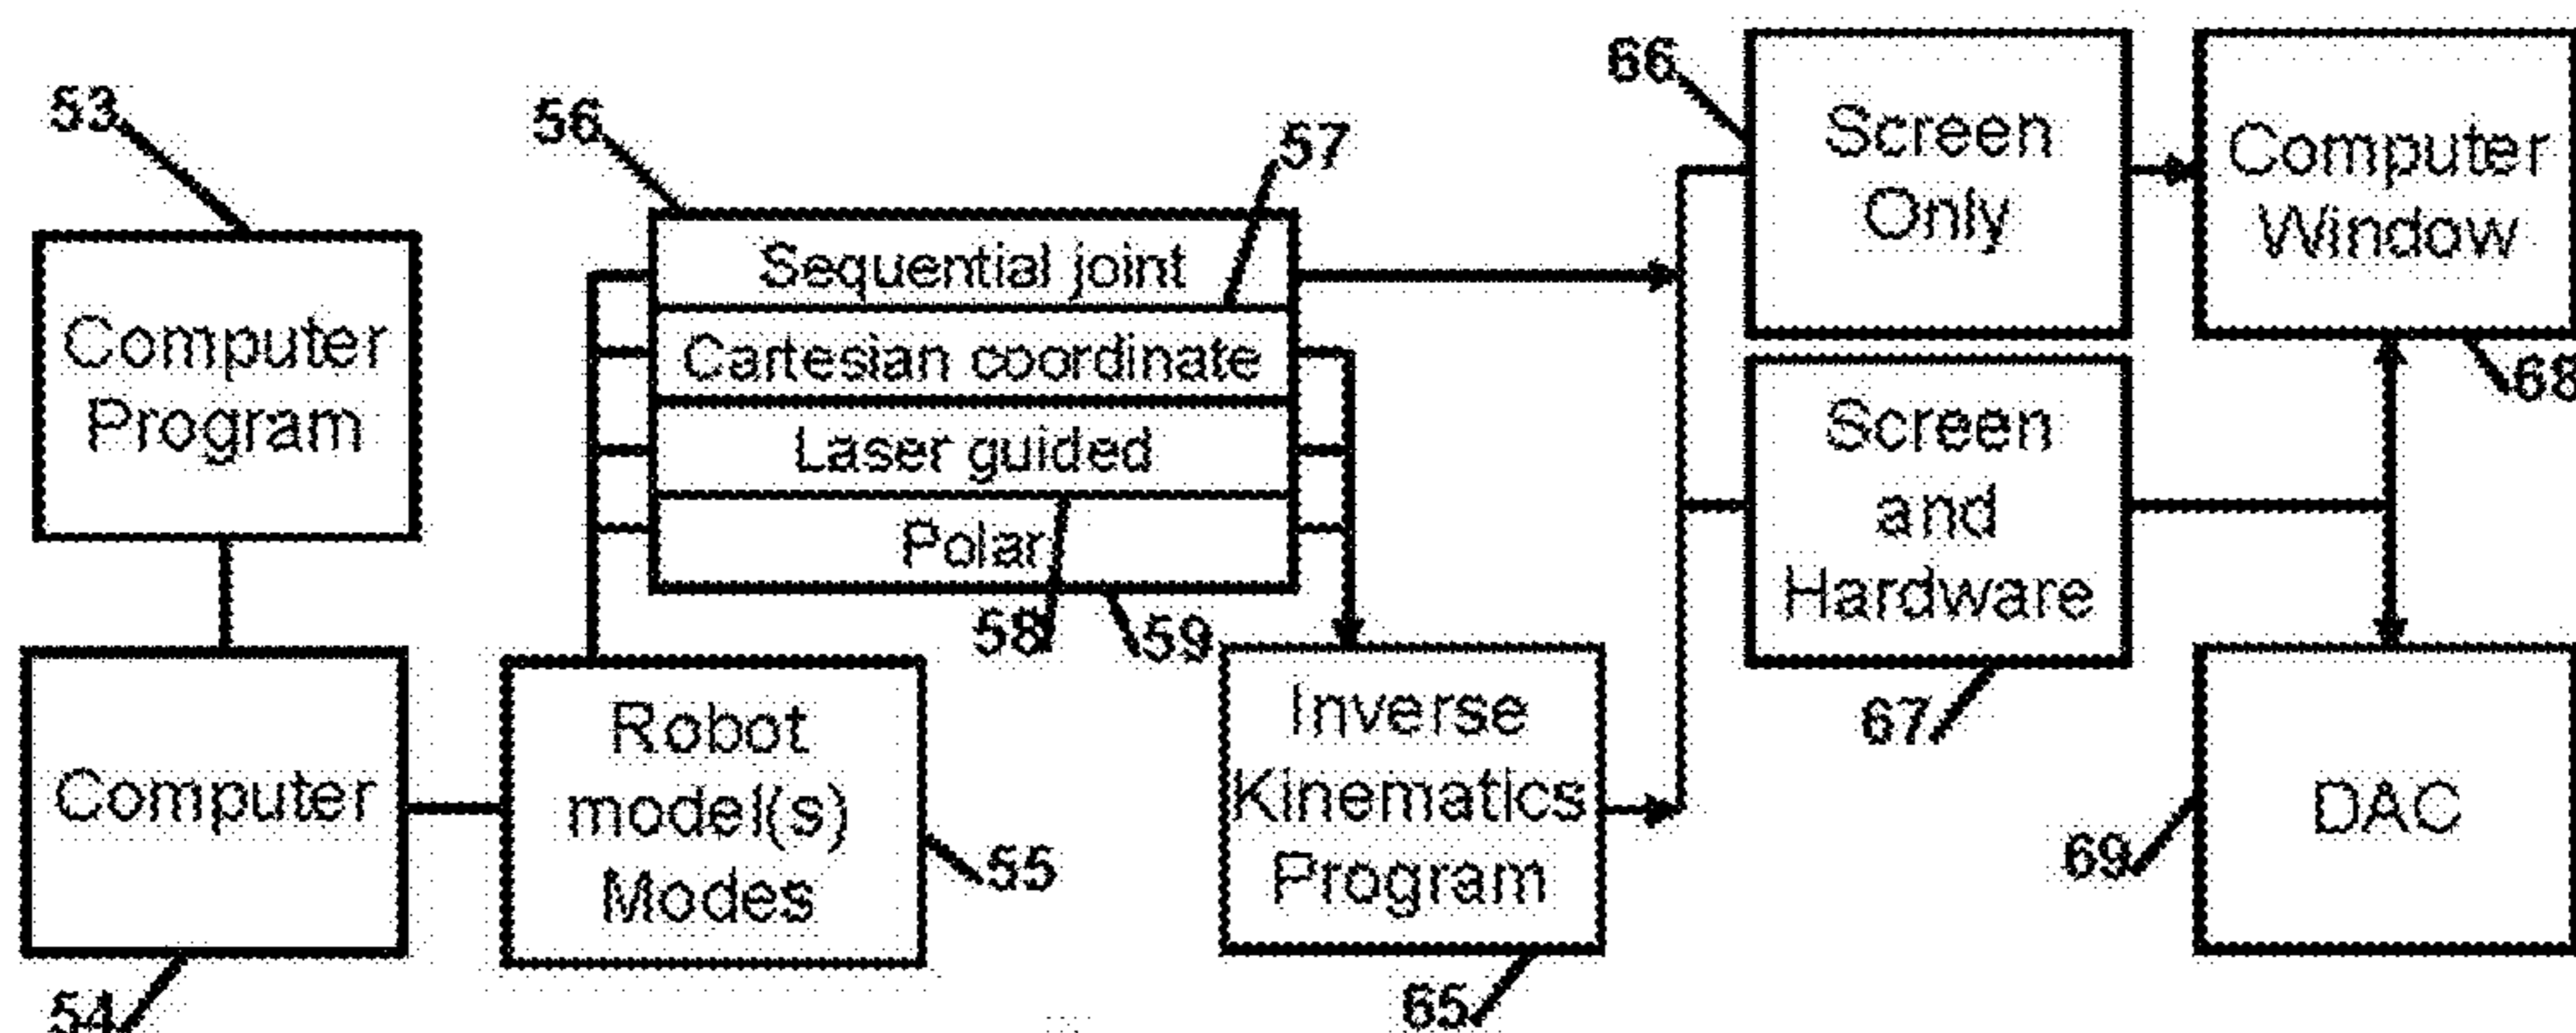 53
Computer
Program
Computer
54
Robot
model(s)
Modes
55
56
57
Sequential joint
Cartesian coordinate
Laser guided
Polar
58
59
Inverse
Kinematics
Program
65
66
Screen
Only
Screen
and
Hardware
67
Computer
Window
68
DAC
69